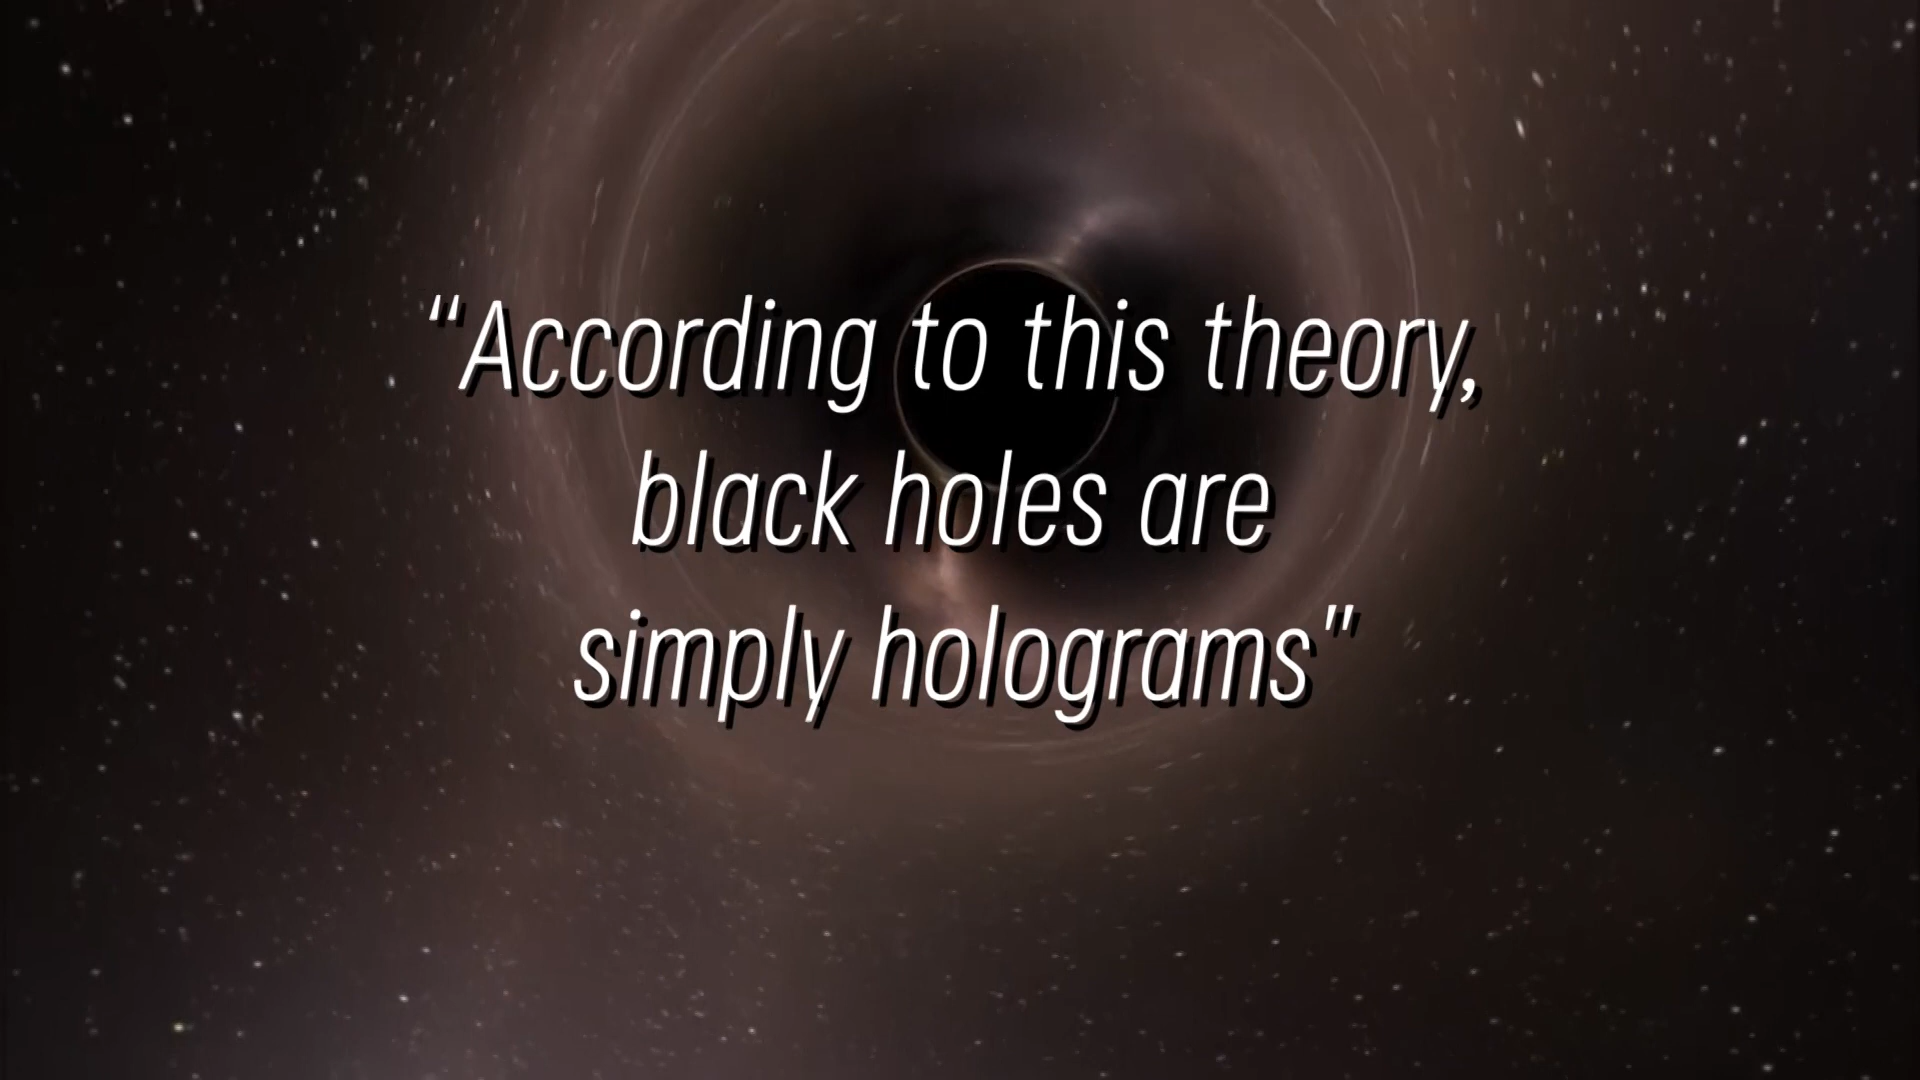 “According to this theory,
black holes are
simply holograms”